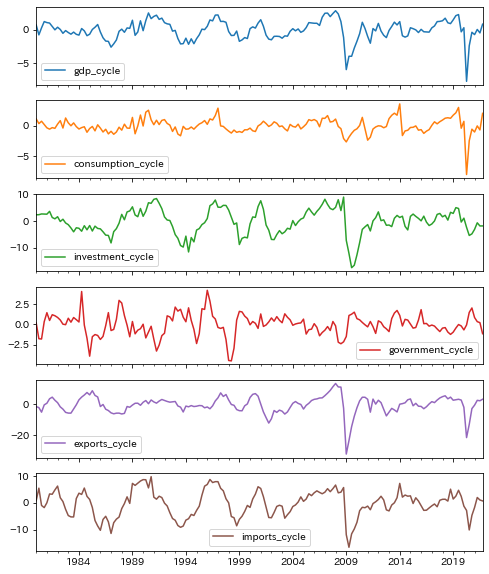 0
−5
gdp_cycle
0
−5
consumption_cycle
10
0
−10
investment_cycle
2.5
0.0
−2.5
government_cycle
0
−20
exports_cycle
10
0
−10
imports_cycle
1984 1989 1994 1999 2004 2009 2014 2019